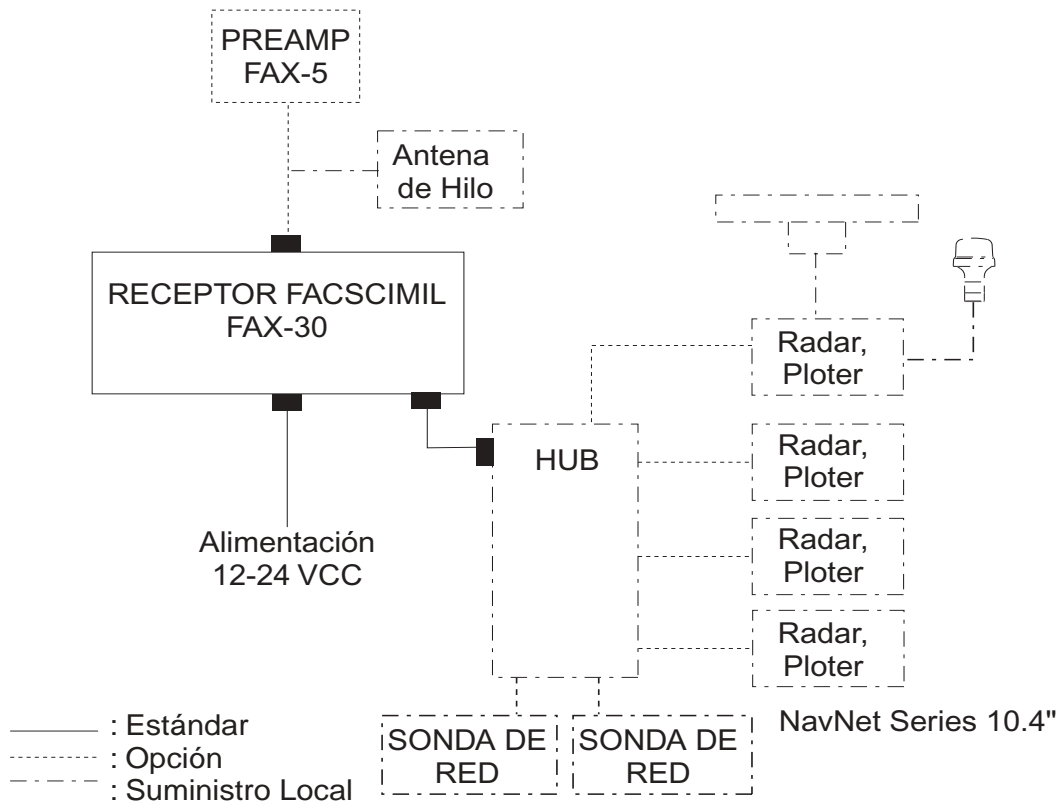 PREAMP
FAX-5
Antena
de Hilo
RECEPTOR FACSCIMIL
FAX-30
Radar,
Ploter
HUB
Radar,
Ploter
Alimentación
12-24 VCC
Radar,
Ploter
Radar,
Ploter
NavNet Series 10.4"
SONDA DE
RED
SONDA DE
RED
: Estándar
: Opción
: Suministro Local